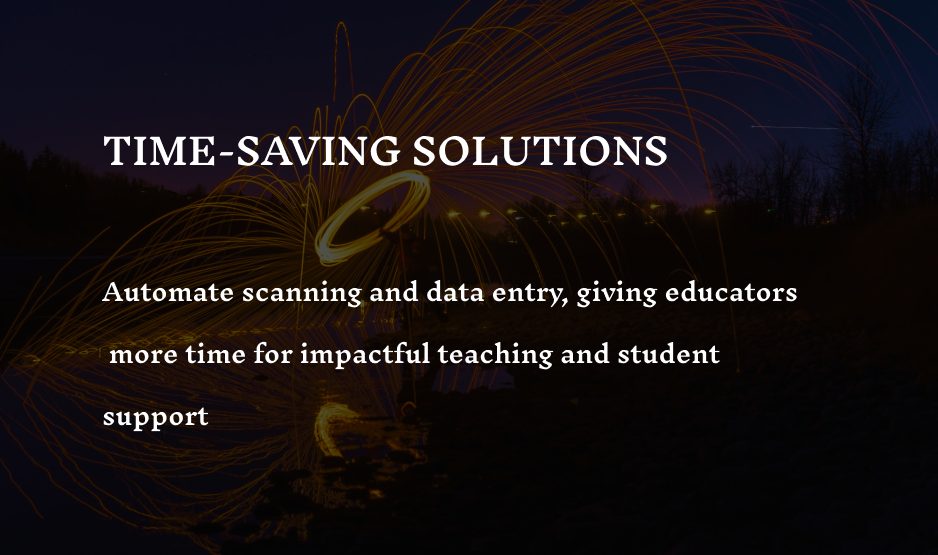 TIME-SAVING SOLUTIONS
Automate scanning and data entry, giving educators
more time for impactful teaching and student
support